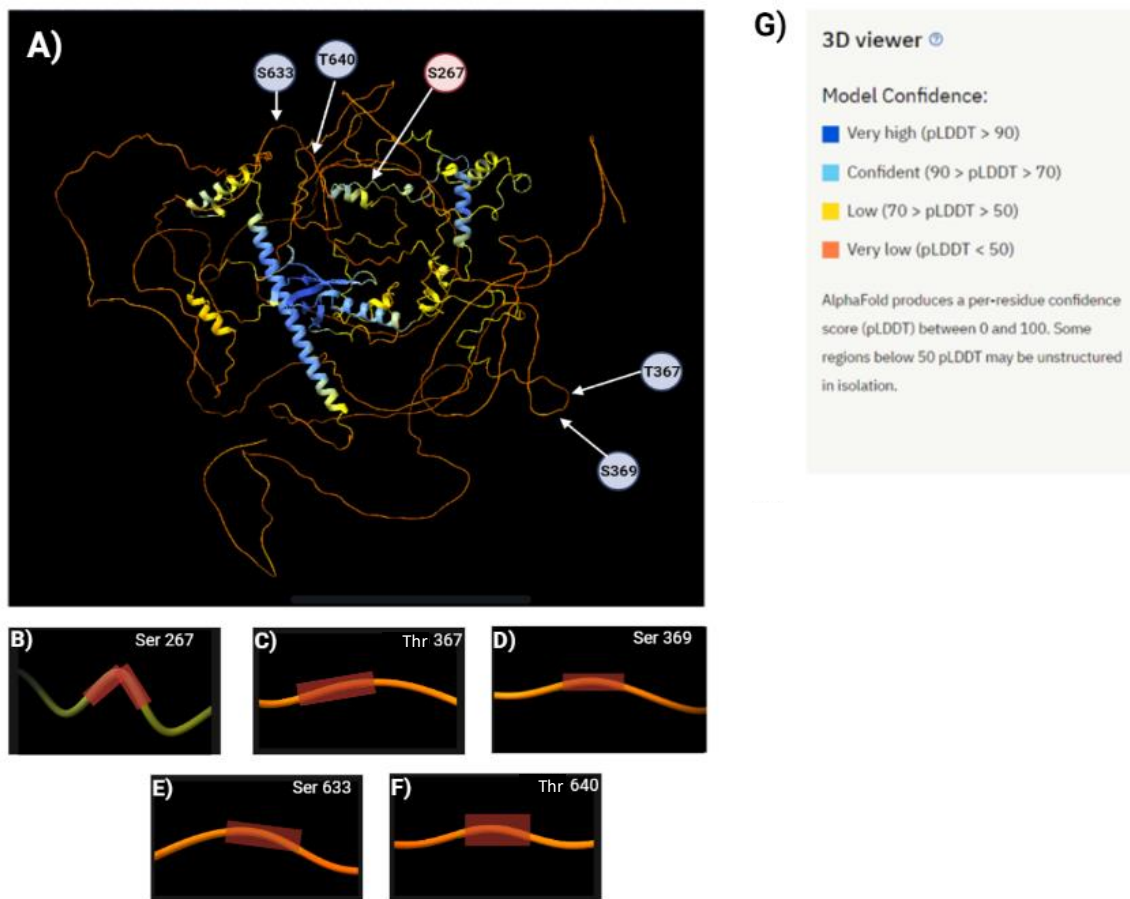 A)
S633
T640
S267
T367
S369
G)
3D viewer ?
Model Confidence:
Very high (pLDDT > 90)
Confident (90 > pLDDT > 70)
Low (70 > pLDDT > 50)
Very low (pLDDT < 50)
AlphaFold produces a per-residue confidence
score (pLDDT) between 0 and 100. Some
regions below 50 pLDDT may be unstructured
in isolation.
B)
Ser 267
C)
Thr 367
D)
Ser 369
E)
Ser 633
F)
Thr 640